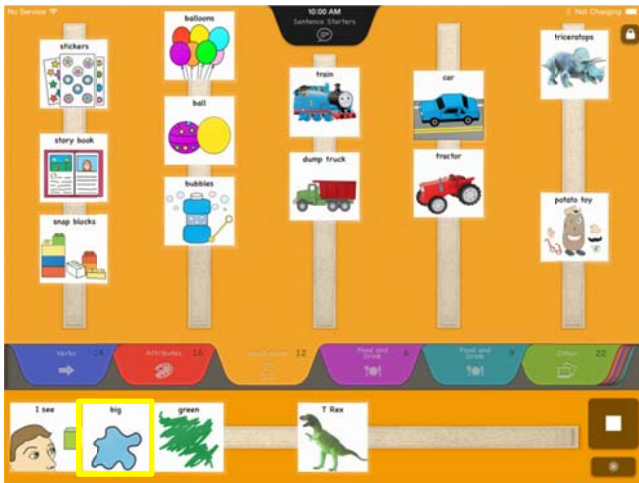 No Service
10:00 AM
Not Charging
Sentence Starters
stickers
balloons
train
car
tricerstops
story book
ball
dump truck
tractor
snap blocks
bubbles
potato toy
Verbs 24
Attributes 16
12
Food and
Drink
6
Food and
Drink
9
Other 22
I see
big
green
T Rex